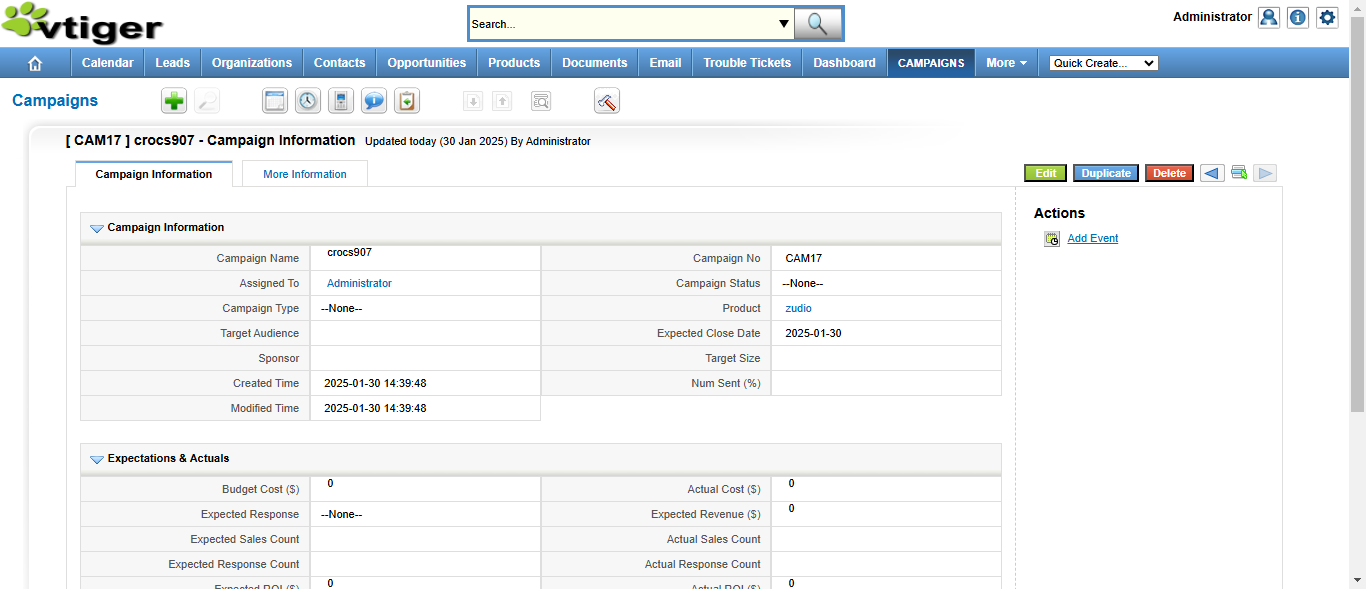 vtiger
Search...
Administrator
Calendar Leads Organizations Contacts Opportunities Products Documents Email Trouble Tickets Dashboard CAMPAIGNS More Quick Create...
Campaigns
[ CAM17 ] crocs907 - Campaign Information Updated today (30 Jan 2025) By Administrator
Campaign Information More Information Edit Duplicate Delete
Actions
Add Event
Campaign Information
Campaign Name crocs907 Campaign No CAM17
Assigned To Administrator Campaign Status --None--
Campaign Type --None-- Product zudio
Target Audience Expected Close Date 2025-01-30
Sponsor Target Size
Created Time 2025-01-30 14:39:48 Num Sent (%)
Modified Time 2025-01-30 14:39:48
Expectations & Actuals
Budget Cost ($) 0 Actual Cost ($) 0
Expected Response --None-- Expected Revenue ($) 0
Expected Sales Count Actual Sales Count
Expected Response Count Actual Response Count
Expected ROI ($) 0 Actual ROI ($) 0